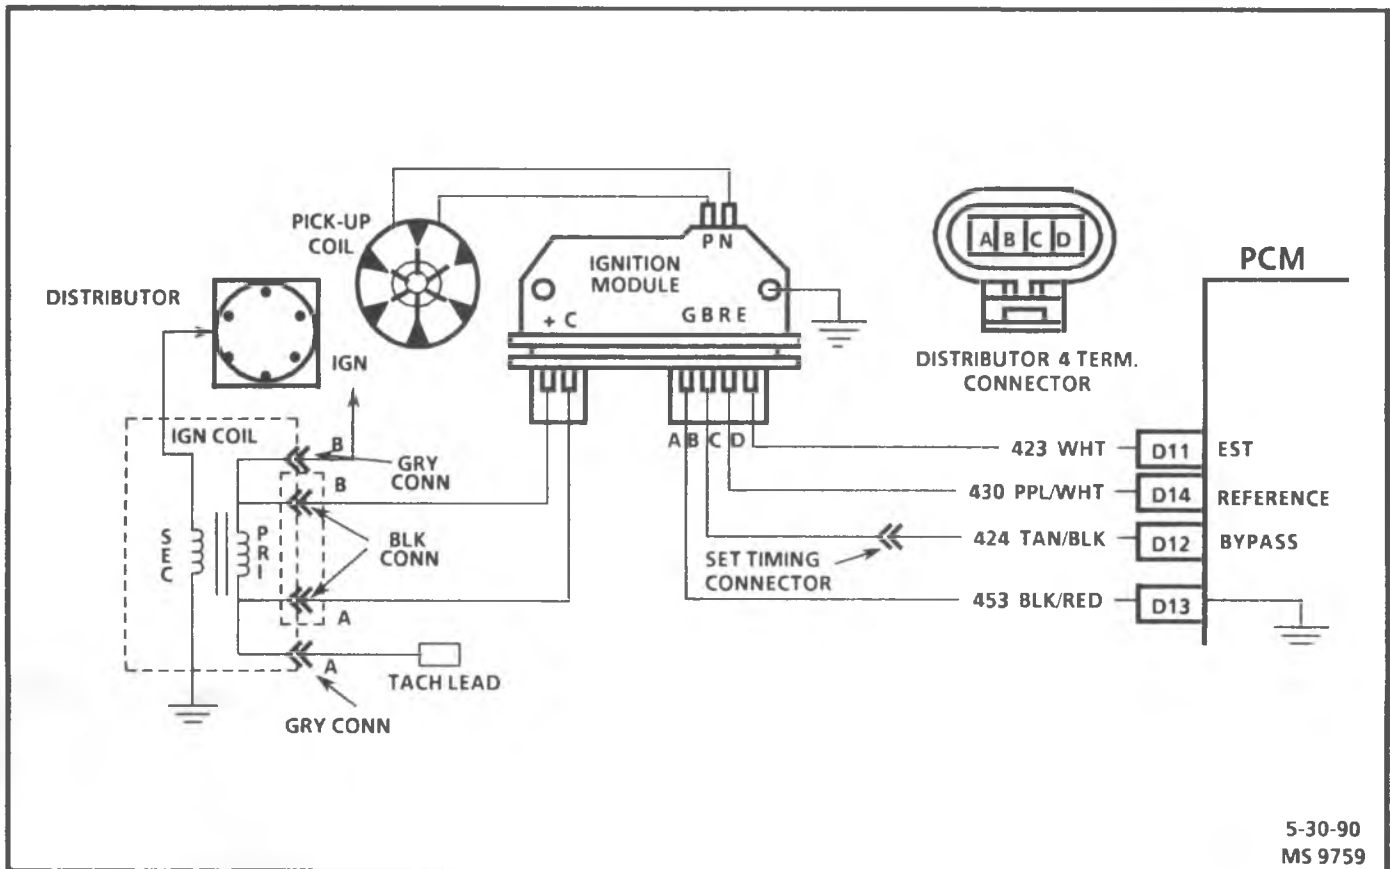 PICK-UP
COIL
DISTRIBUTOR
P N
IGNITION
MODULE
+ C
G B R E
A B C D
DISTRIBUTOR 4 TERM.
CONNECTOR
PCM
IGN
IGN COIL
B
GRY
CONN
B
SEC
PRI
BLK
CONN
A
A
TACH LEAD
GRY CONN
A B C D
423 WHT
D11
EST
430 PPL/WHT
D14
REFERENCE
424 TAN/BLK
D12
BYPASS
SET TIMING
CONNECTOR
453 BLK/RED
D13
5-30-90
MS 9759